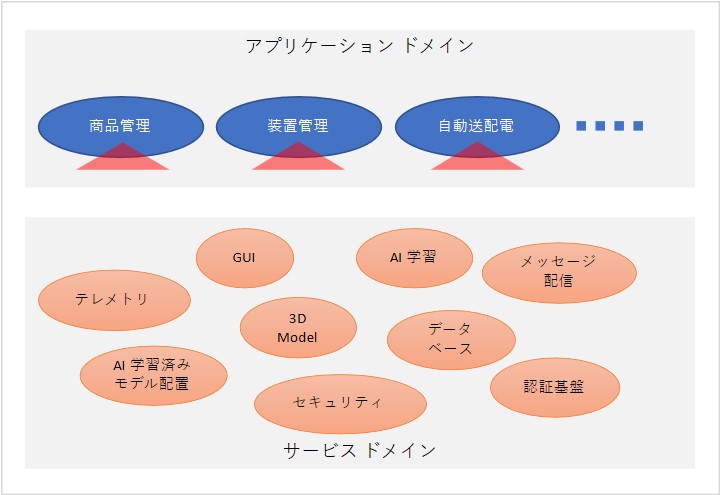 アプリケーション ドメイン
商品管理
装置管理
自動送配電
GUI
AI 学習
メッセージ
配信
テレメトリ
3D
Model
データ
ベース
AI 学習済み
モデル配置
認証基盤
セキュリティ
サービス ドメイン